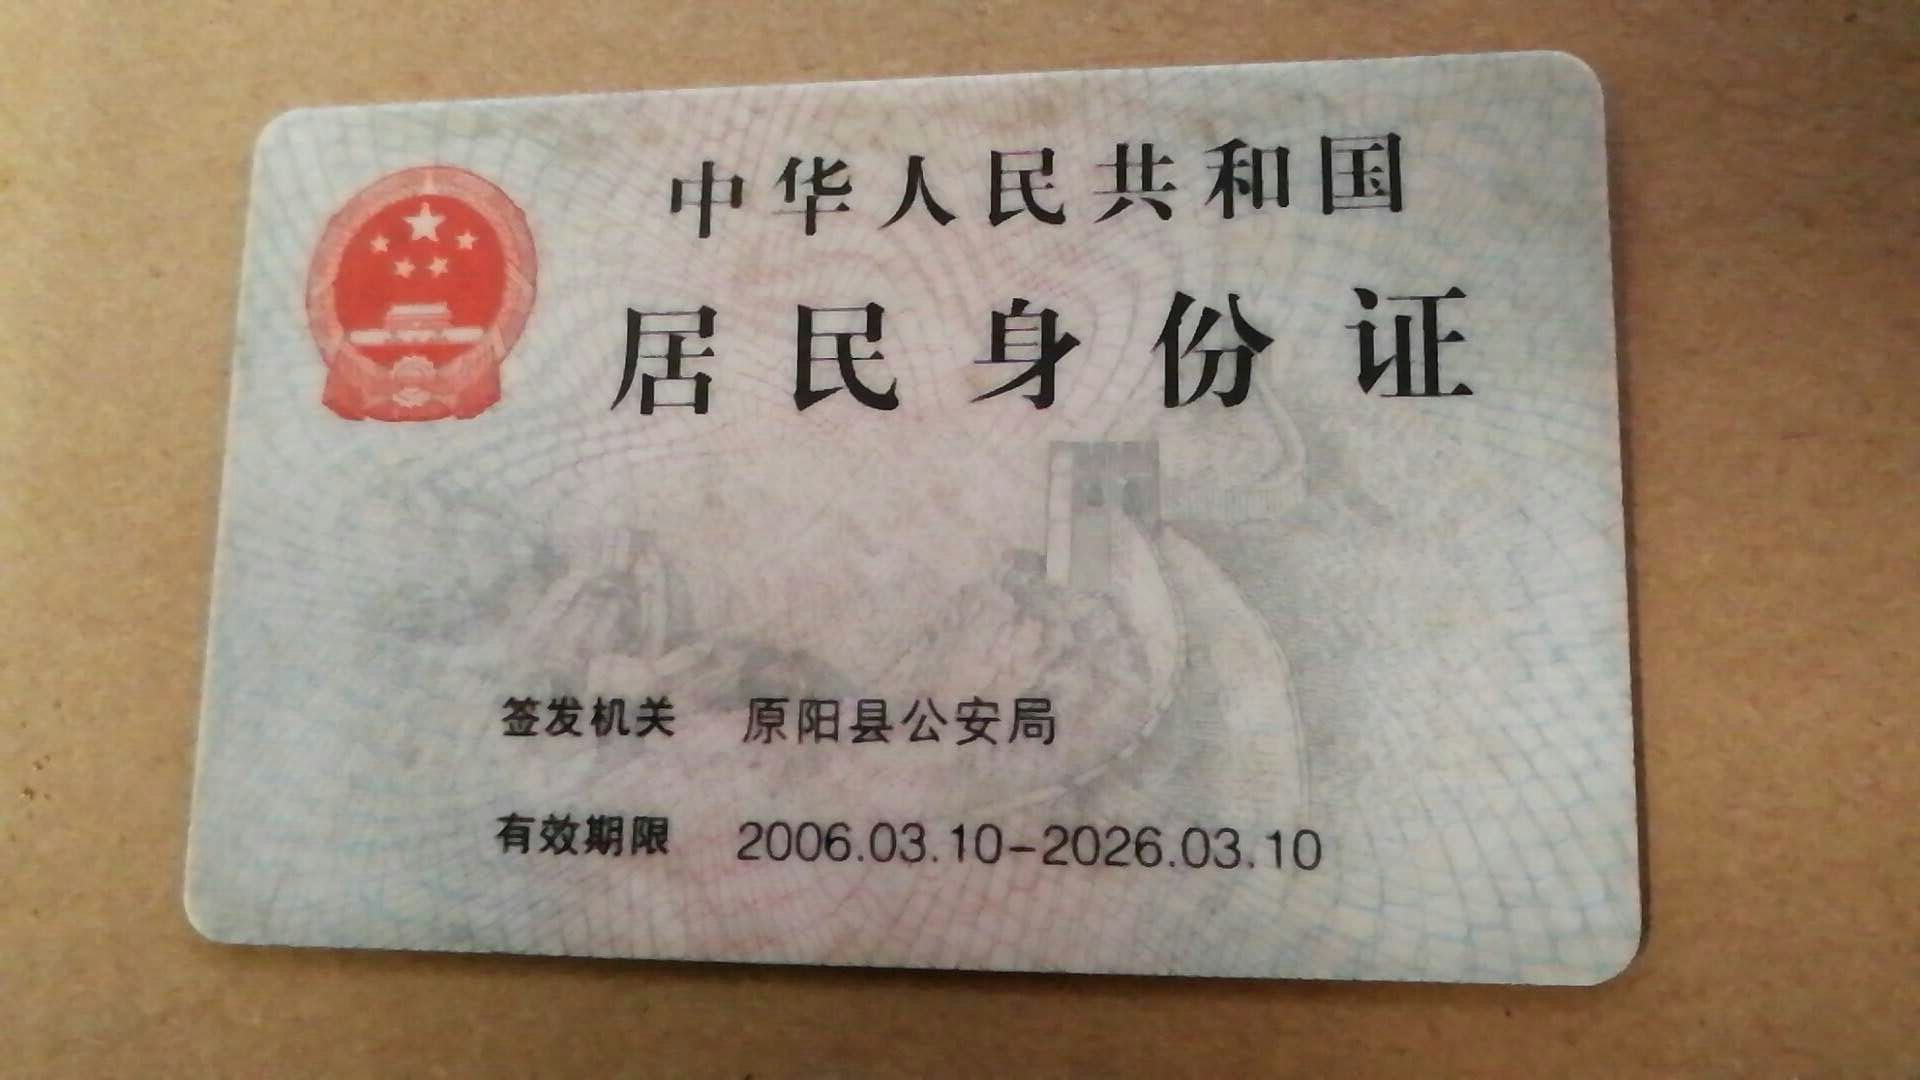 中华人民共和国
居民身份证
签发机关 原阳县公安局
有效期限 2006.03.10-2026.03.10